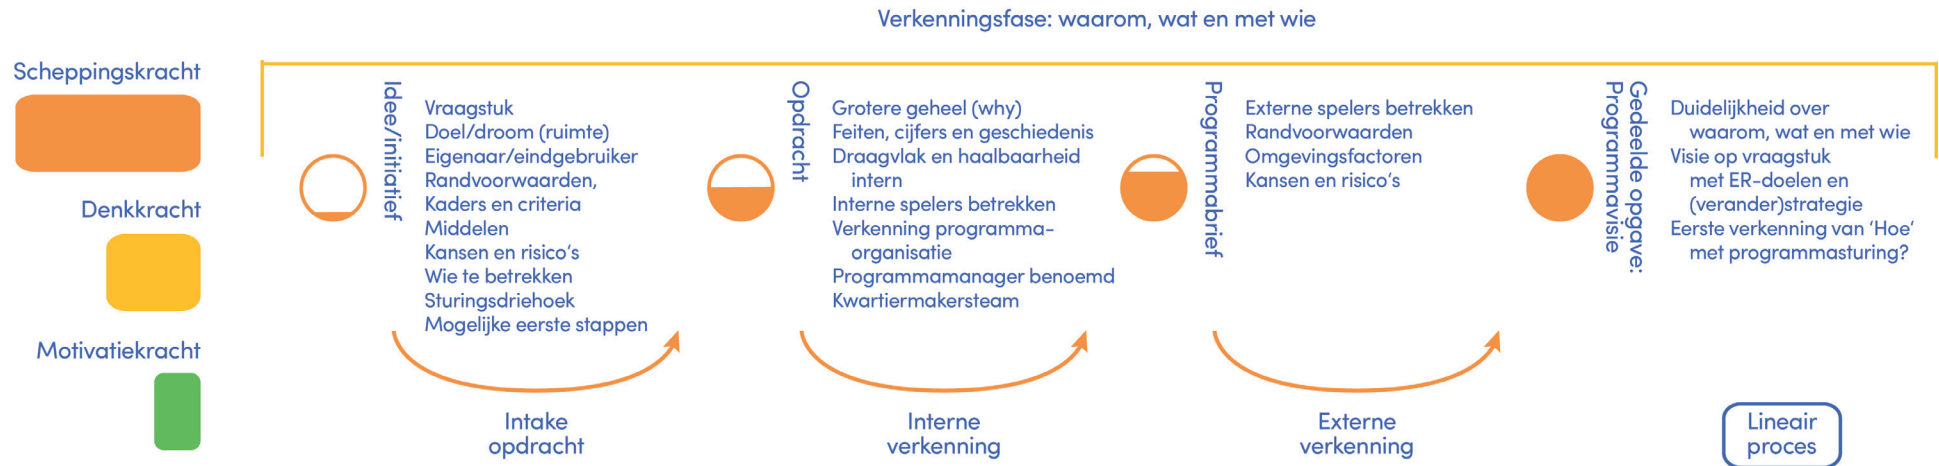 Verkenningsfase: waarom, wat en met wie
Scheppingskracht
Denkkracht
Motivatiekracht
Idee/initiatief
Vraagstuk
Doel/droom (ruimte)
Eigenaar/eindgebruiker
Randvoorwaarden,
Kaders en criteria
Middelen
Kansen en risico‘s
Wie te betrekken
Sturingsdriehoek
Mogelijke eerste stappen
Intake
opdracht
Opdracht
Grotere geheel (why)
Feiten, cijfers en geschiedenis
Draagvlak en haalbaarheid
intern
Interne spelers betrekken
Verkenning programma-
organisatie
Programmamanager benoemd
Kwartiermakersteam
Interne
verkenning
Programmabrief
Externe spelers betrekken
Randvoorwaarden
Omgevingsfactoren
Kansen en risico‘s
Externe
verkenning
Gedeelde opgave:
Programmavisie
Duidelijkheid over
waarom, wat en met wie
Visie op vraagstuk
met ER-doelen en
(verander)strategie
Eerste verkenning van ‘Hoe‘
met programmasturing?
Lineair
proces